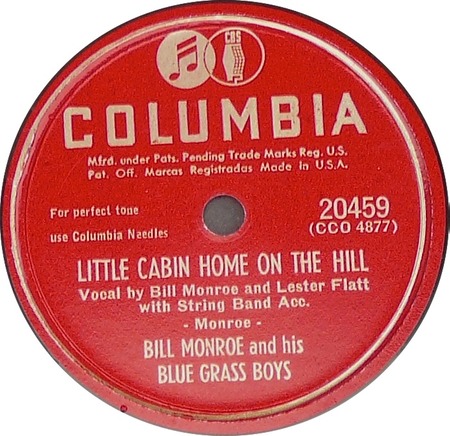 CBS
COLUMBIA
Mfrd. under Pats. Pending Trade Marks Reg. U.S.
Pat. Off. Marcas Registradas Made in U.S.A.
For perfect tone
use Columbia Needles
20459
(CCO 4877)
LITTLE CABIN HOME ON THE HILL
Vocal by Bill Monroe and Lester Flatt
with String Band Acc.
- Monroe -
BILL MONROE and his
BLUE GRASS BOYS